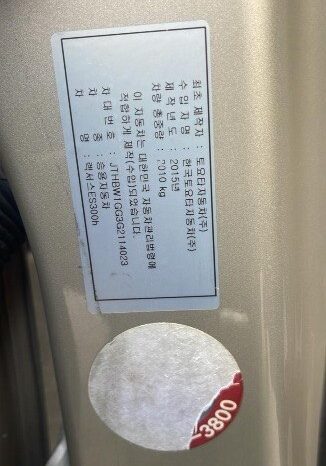 최초 제작자 : 토요타자동차(주)
수 입 자 명 : 한국토요타자동차(주)
제 작 년 도 : 2015년
차량 총중량 : 2010 kg
이 자동차는 대한민국 자동차관리법령에
적합하게 제작(수입)되었습니다.
차 대 번 호 : JTHBW1GG3G2114023
차 종 : 승용자동차
차 명 : 렉서스ES300h
3800